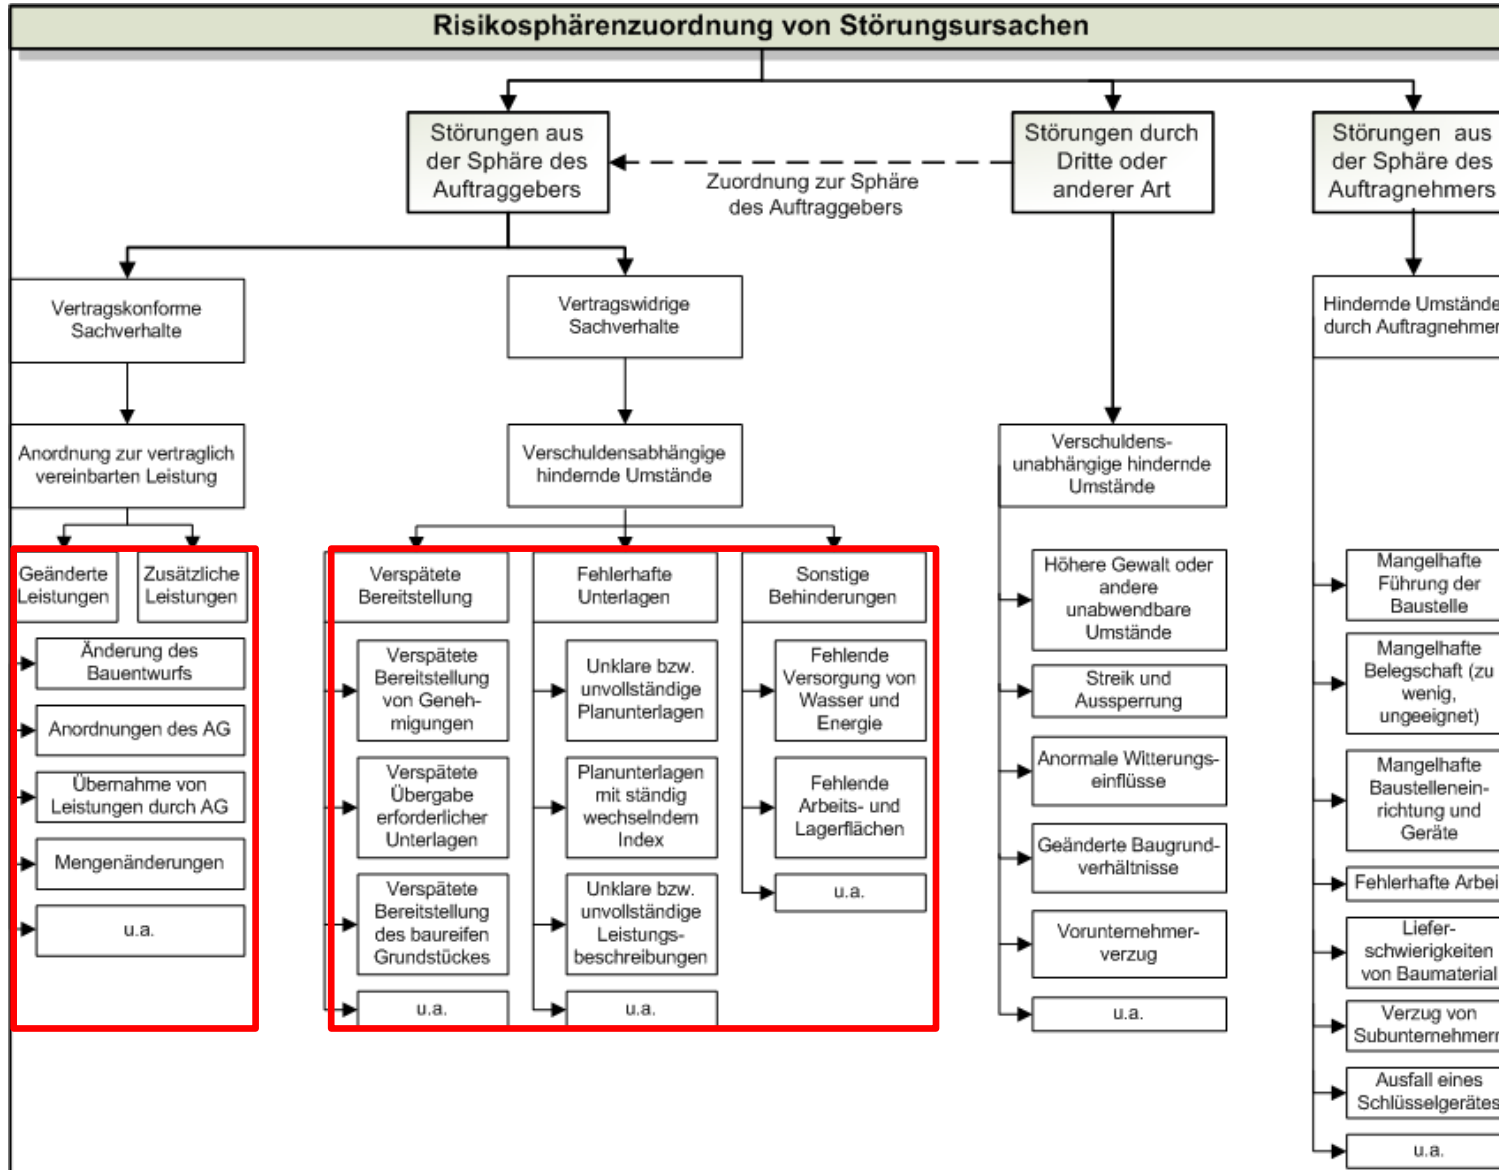 Risikosphärenzuordnung von Störungsursachen
Störungen aus
der Sphäre des
Auftraggebers
Zuordnung zur Sphäre
des Auftraggebers
Störungen durch
Dritte oder
anderer Art
Störungen aus
der Sphäre des
Auftragnehmers
Vertragskonforme
Sachverhalte
Vertragswidrige
Sachverhalte
Hindernde Umstände
durch Auftragnehmer
Anordnung zur vertraglich
vereinbarten Leistung
Verschuldensabhängige
hindernde Umstände
Verschuldens-
unabhängige hindernde
Umstände
Geänderte
Leistungen
Zusätzliche
Leistungen
Änderung des
Bauentwurfs
Anordnungen des AG
Übernahme von
Leistungen durch AG
Mengenänderungen
u.a.
Verspätete
Bereitstellung
Verspätete
Bereitstellung
von Geneh-
migungen
Verspätete
Übergabe
erforderlicher
Unterlagen
Verspätete
Bereitstellung
des baureifen
Grundstückes
u.a.
Fehlerhafte
Unterlagen
Unklare bzw.
unvollständige
Planunterlagen
Planunterlagen
mit ständig
wechselndem
Index
Unklare bzw.
unvollständige
Leistungs-
beschreibungen
u.a.
Sonstige
Behinderungen
Fehlende
Versorgung von
Wasser und
Energie
Fehlende
Arbeits- und
Lagerflächen
u.a.
Höhere Gewalt oder
andere
unabwendbare
Umstände
Streik und
Aussperrung
Anormale Witterungs-
einflüsse
Geänderte Baugrund-
verhältnisse
Vorunternehmer-
verzug
u.a.
Mangelhafte
Führung der
Baustelle
Mangelhafte
Belegschaft (zu
wenig,
ungeeignet)
Mangelhafte
Baustellenein-
richtung und
Geräte
Fehlerhafte Arbei
Liefer-
schwierigkeiten
von Baumaterial
Verzug von
Subunternehmern
Ausfall eines
Schlüsselgerätes
u.a.